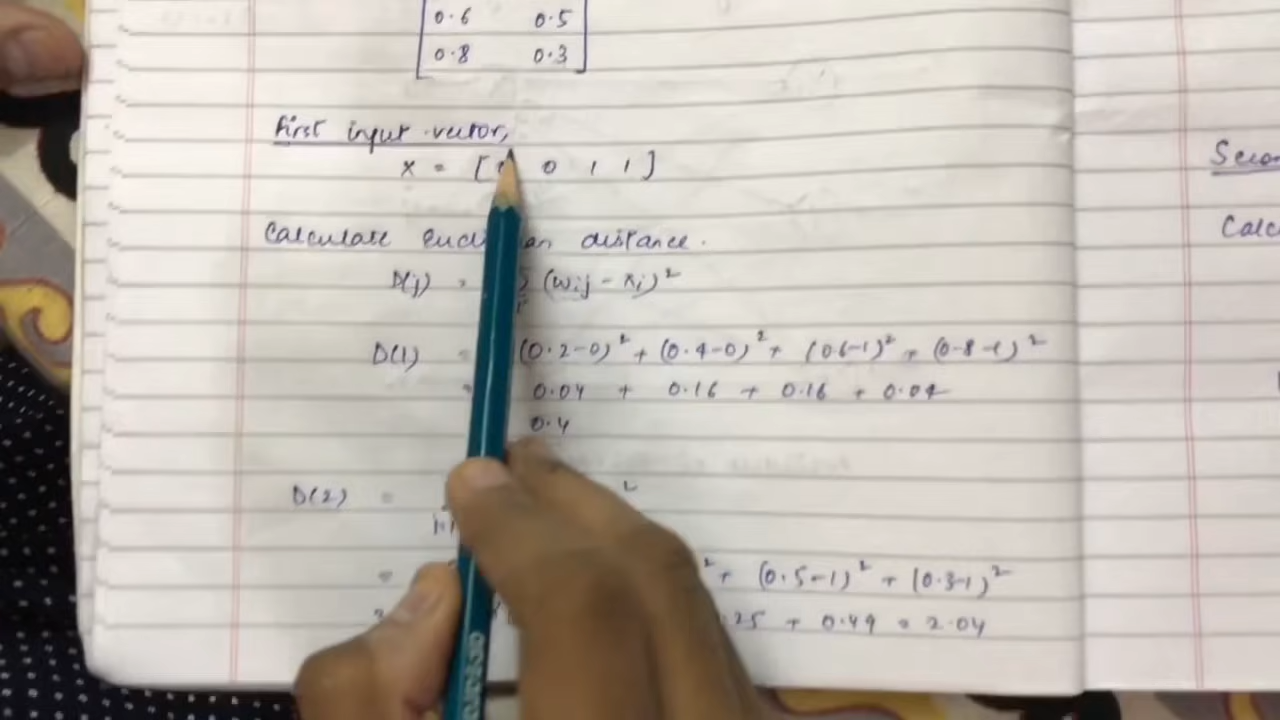 0.6 0.5
0.8 0.3
First input vector,
x = [ 0 1 1 ]
Calculate distance.
D(j) = (wij - xi)²
D(1) = (0.2-0)² + (0.4-0)² + (0.6-1)² + (0.8-1)²
= 0.04 + 0.16 + 0.16 + 0.04
0.4
D(2) = ²
= ² + (0.5-1)² + (0.3-1)²
.25 + 0.49 = 2.04